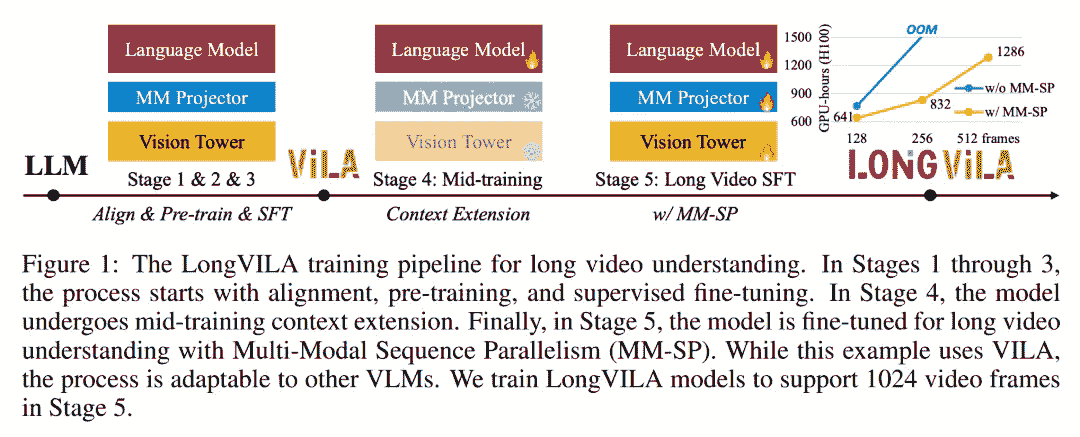 Language Model
MM Projector
Vision Tower
Stage 1 & 2 & 3
Align & Pre-train & SFT
LLM
VILA
Language Model
MM Projector
Vision Tower
Stage 4: Mid-training
Context Extension
Language Model
MM Projector
Vision Tower
Stage 5: Long Video SFT
w/ MM-SP
GPU-hours (H100)
1500
1200
900
600
OOM
1286
832
641
w/o MM-SP
w/ MM-SP
128
256
512 frames
LONG VILA
Figure 1: The LongVILA training pipeline for long video understanding. In Stages 1 through 3,
the process starts with alignment, pre-training, and supervised fine-tuning. In Stage 4, the model
undergoes mid-training context extension. Finally, in Stage 5, the model is fine-tuned for long video
understanding with Multi-Modal Sequence Parallelism (MM-SP). While this example uses VILA,
the process is adaptable to other VLMs. We train LongVILA models to support 1024 video frames
in Stage 5.